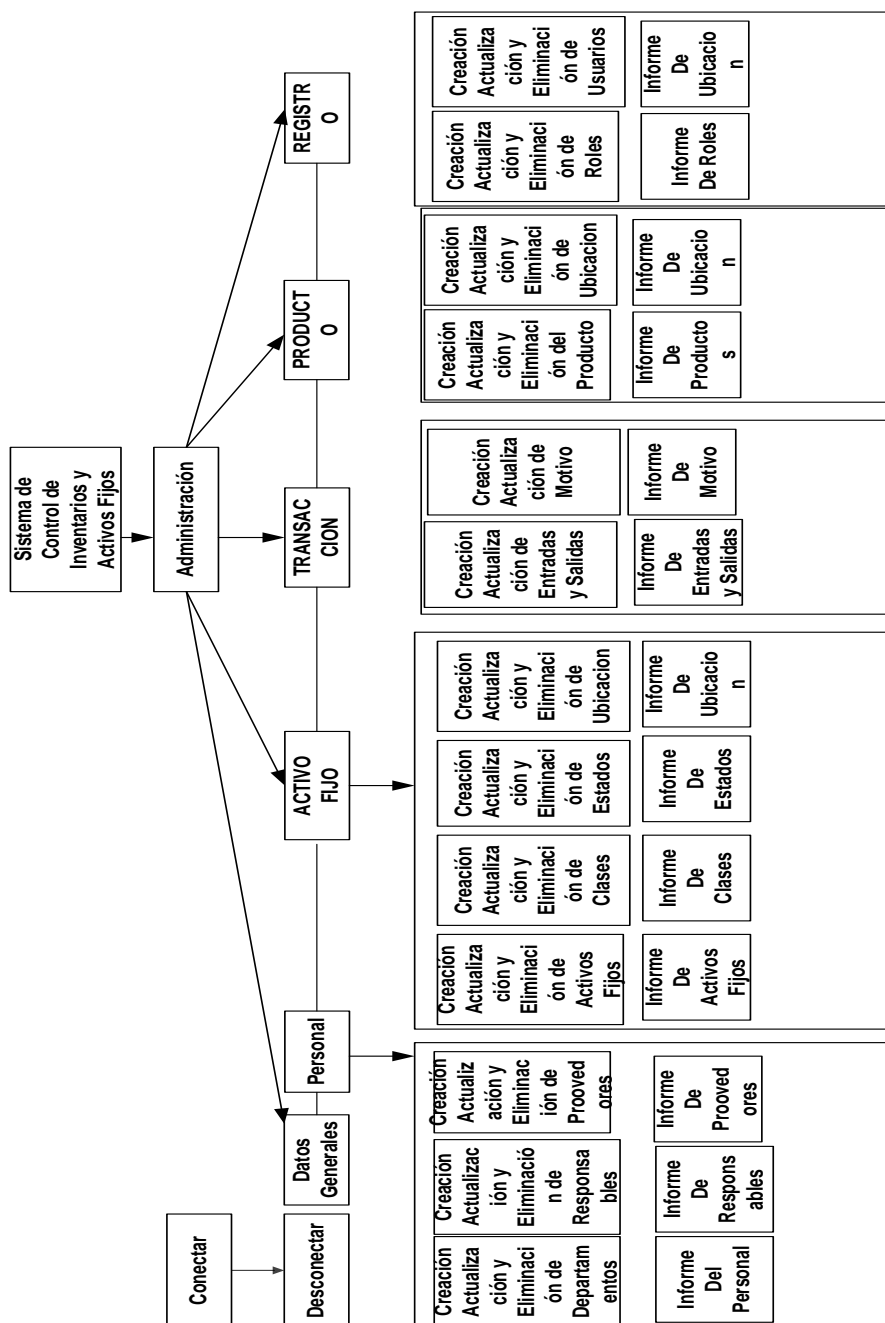 Sistema de
Control de
Inventarios y
Activos Fijos
Conectar
Administración
Desconectar
Datos
Generales
Personal
ACTIVO
FIJO
TRANSAC
CION
PRODUCT
O
REGISTR
O
Creación
Actualiza
ción y
Eliminaci
ón de
Departam
entos
Creación
Actualizac
ión y
Eliminació
n de
Responsa
bles
Creación
Actualiz
ación y
Eliminac
ión de
Prooved
ores
Creación
Actualiza
ción y
Eliminaci
ón de
Activos
Fijos
Creación
Actualiza
ción y
Eliminaci
ón de
Clases
Creación
Actualiza
ción y
Eliminaci
ón de
Estados
Creación
Actualiza
ción y
Eliminaci
ón de
Ubicacion
Creación
Actualiza
ción de
Entradas
y Salidas
Creación
Actualiza
ción de
Motivo
Creación
Actualiza
ción y
Eliminaci
ón del
Producto
Creación
Actualiza
ción y
Eliminaci
ón de
Ubicacion
Creación
Actualiza
ción y
Eliminaci
ón de
Roles
Creación
Actualiza
ción y
Eliminaci
ón de
Usuarios
Informe
Del
Personal
Informe
De
Respons
ables
Informe
De
Prooved
ores
Informe
De
Activos
Fijos
Informe
De
Clases
Informe
De
Estados
Informe
De
Ubicacio
n
Informe
De
Entradas
y Salidas
Informe
De
Motivo
Informe
De
Producto
s
Informe
De
Ubicacio
n
Informe
De Roles
Informe
De
Ubicacio
n